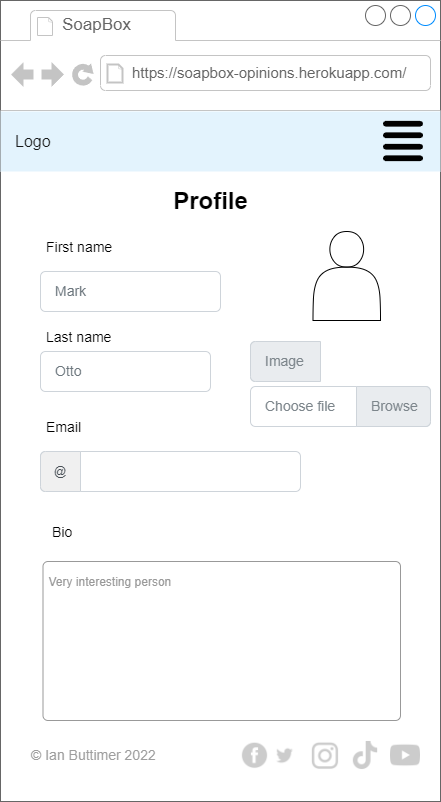 SoapBox
https://soapbox-opinions.herokuapp.com/
Logo
Profile
First name
Mark
Last name
Otto
Image
Choose file Browse
Email
@
Bio
Very interesting person
© Ian Buttimer 2022